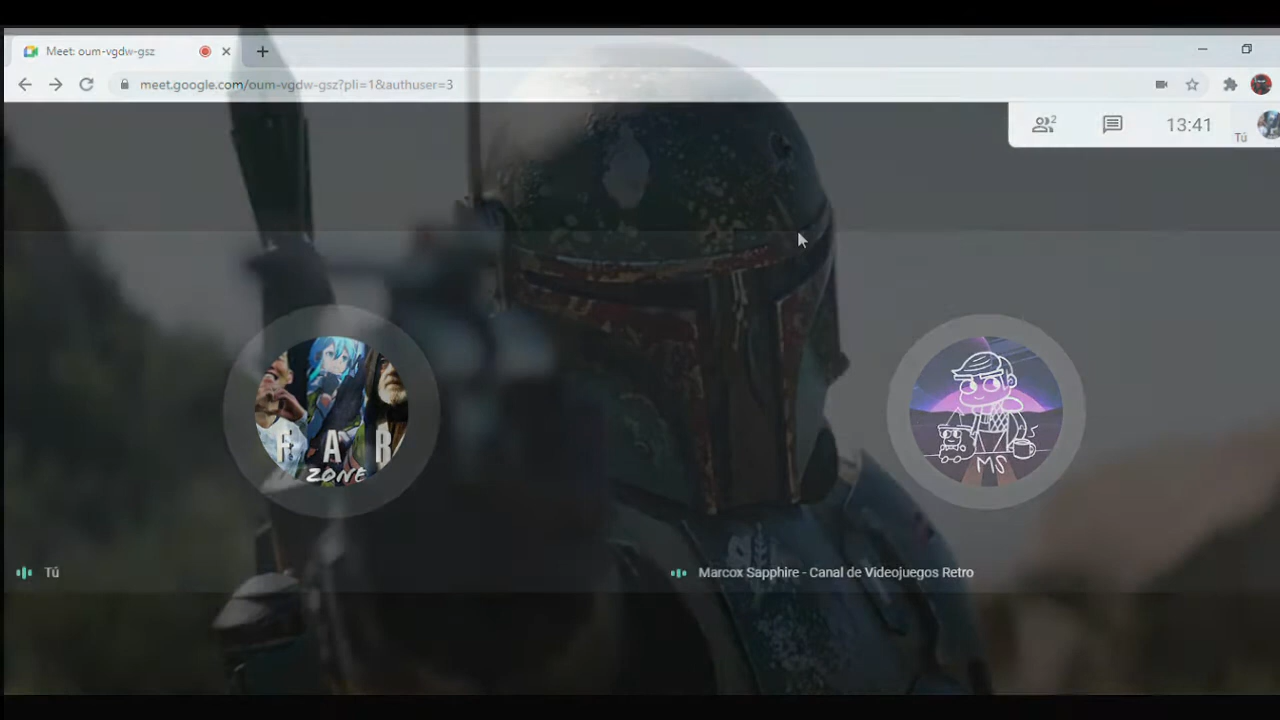 Meet: oum-vgdw-gsz
meet.google.com/oum-vgdw-gsz?pli=1&authuser=3
2
13:41
Tú
F A R
ZONE
MS
Tú
Marcox Sapphire - Canal de Videojuegos Retro